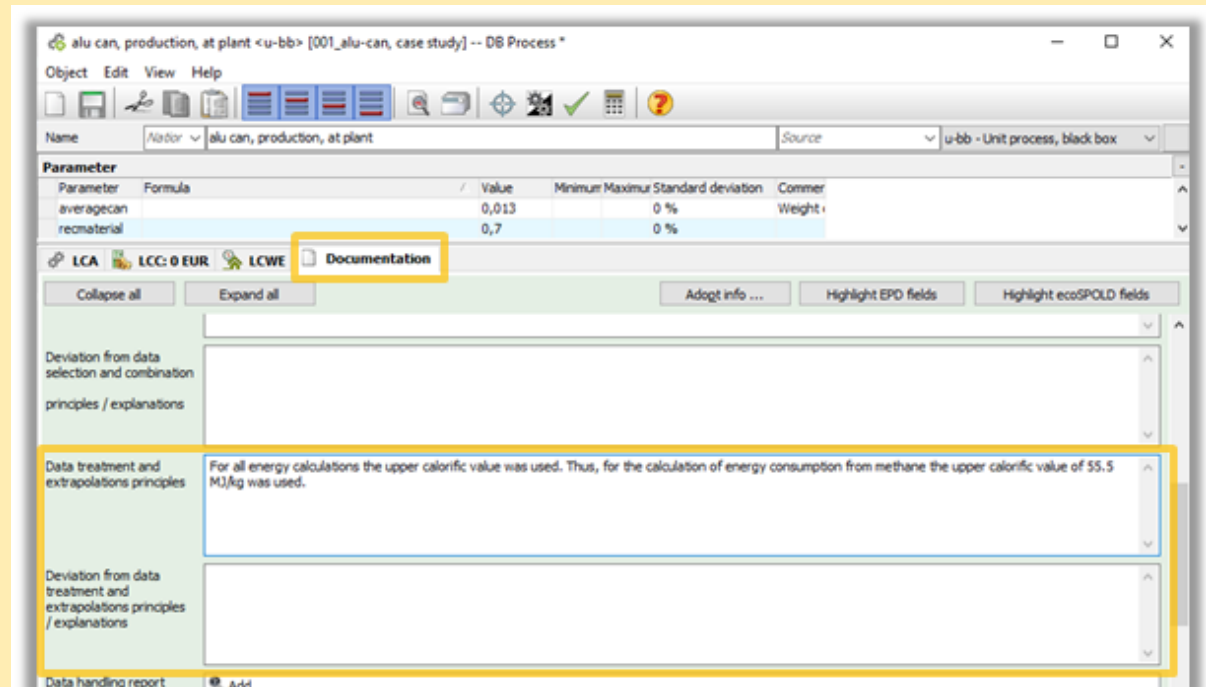 alu can, production, at plant <u-bb> [001_alu-can, case study] -- DB Process *
Object Edit View Help
Name Nation alu can, production, at plant Source u-bb - Unit process, black box
Parameter
Parameter Formula / Value Minimum Maximur Standard deviation Commer
averagecan 0,013 0 % Weight
recmaterial 0,7 0 %
LCA LCC: 0 EUR LCWE Documentation
Collapse all Expand all Adopt info ... Highlight EPD fields Highlight ecoSPOLD fields
Deviation from data
selection and combination
principles / explanations
Data treatment and
extrapolations principles
For all energy calculations the upper calorific value was used. Thus, for the calculation of energy consumption from methane the upper calorific value of 55.5
MJ/kg was used.
Deviation from data
treatment and
extrapolations principles
/ explanations
Data handling report Add